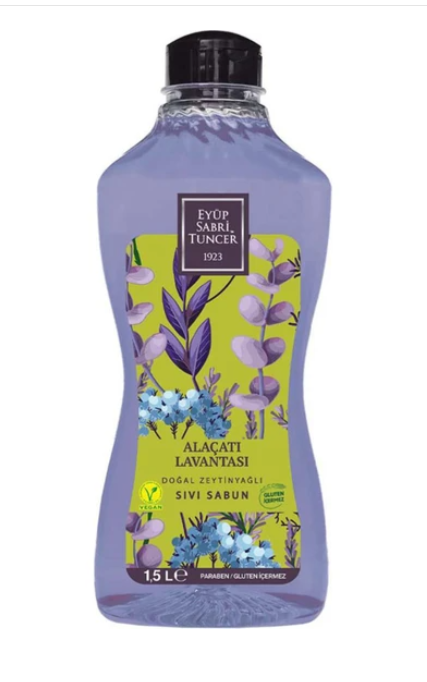 EYÜP
SABRİ
TUNCER
1923
ALAÇATI
LAVANTASI
DOĞAL ZEYTİNYAĞLI
SIVI SABUN
VEGAN
GLUTEN
İÇERMEZ
1,5 L℮
PARABEN / GLUTEN İÇERMEZ